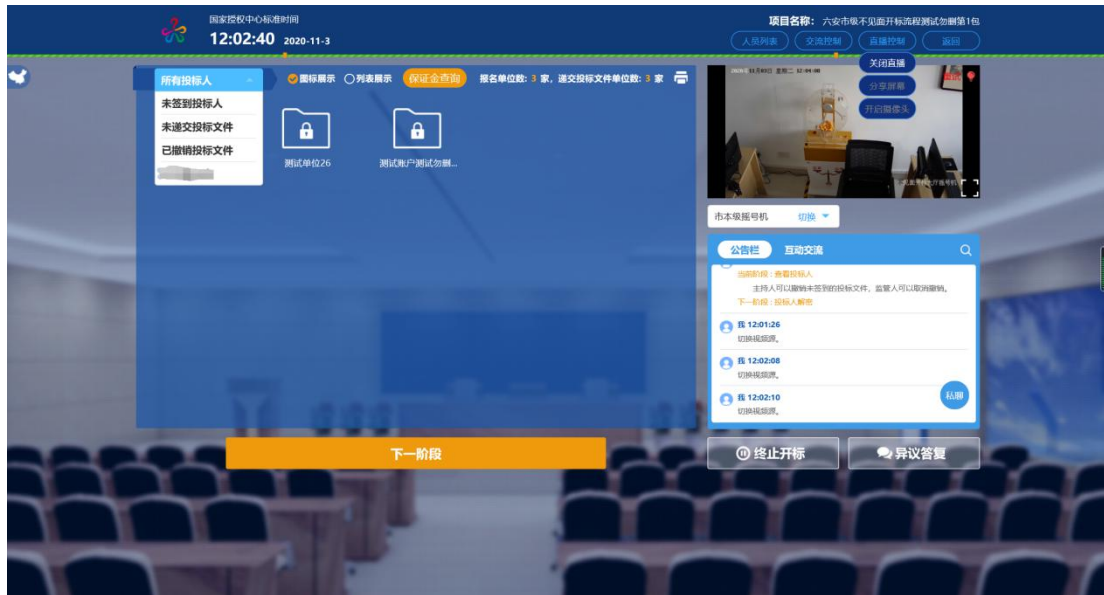 国家授权中心标准时间
12:02:40 2020-11-3
项目名称: 六安市级不见面开标流程测试勿删第1包
人员列表 交流控制 直播控制 返回
关闭直播
分享屏幕
开启摄像头
所有投标人
未签到投标人
未递交投标文件
已撤销投标文件
图标展示 列表展示 保证金查询 报名单位数: 3 家，递交投标文件单位数: 3 家
测试单位26
测试账户测试勿删...
市本级摇号机 切换
公告栏 互动交流
当前阶段 : 查看投标人
主持人可以撤销未签到的投标文件，监管人可以取消撤销。
下一阶段 : 投标人解密
我 12:01:26
切换视频源。
我 12:02:08
切换视频源。
我 12:02:10
切换视频源。
私聊
下一阶段
终止开标
异议答复